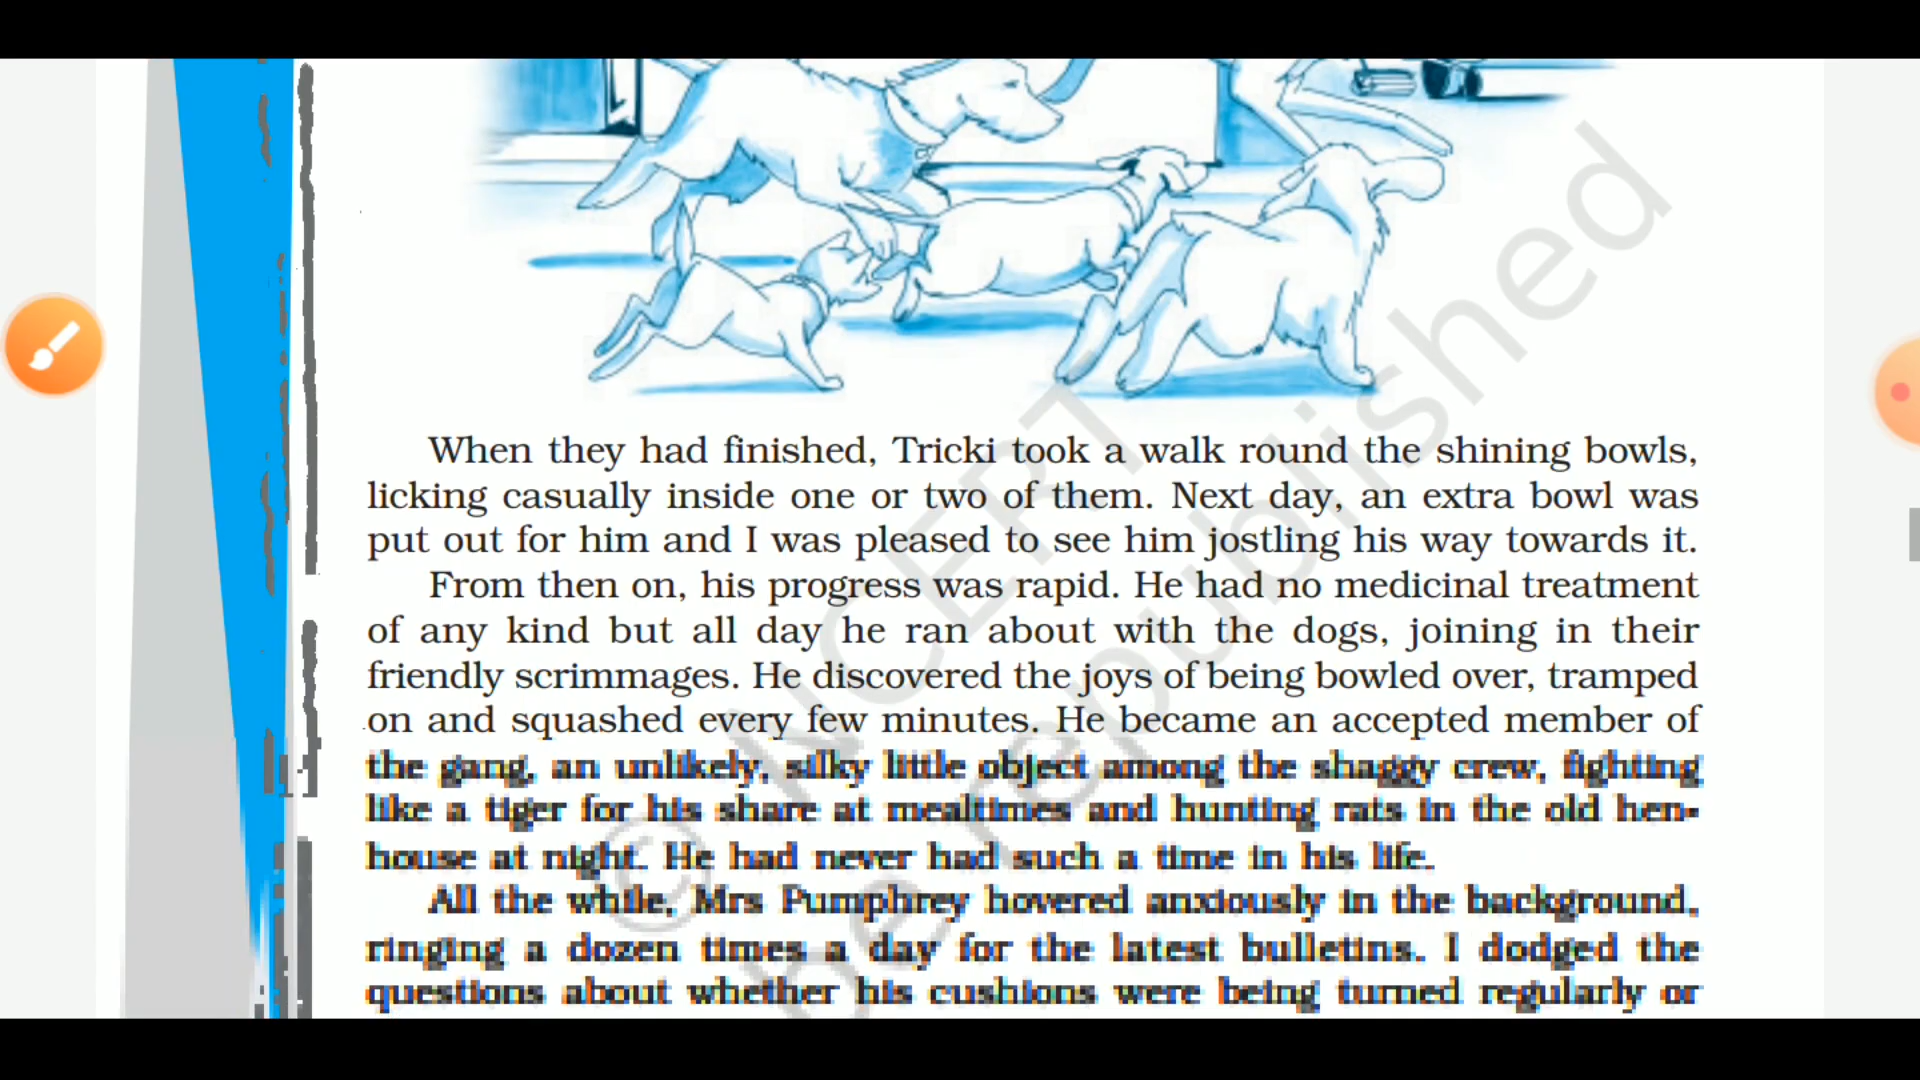 When they had finished, Tricki took a walk round the shining bowls,
licking casually inside one or two of them. Next day, an extra bowl was
put out for him and I was pleased to see him jostling his way towards it.
From then on, his progress was rapid. He had no medicinal treatment
of any kind but all day he ran about with the dogs, joining in their
friendly scrimmages. He discovered the joys of being bowled over, tramped
on and squashed every few minutes. He became an accepted member of
the gang, an unlikely, silky little object among the shaggy crew, fighting
like a tiger for his share at mealtimes and hunting rats in the old hen-
house at night. He had never had such a time in his life.
All the while, Mrs Pumphrey hovered anxiously in the background,
ringing a dozen times a day for the latest bulletins. I dodged the
questions about whether his cushions were being turned regularly or
© NCERT
be republished